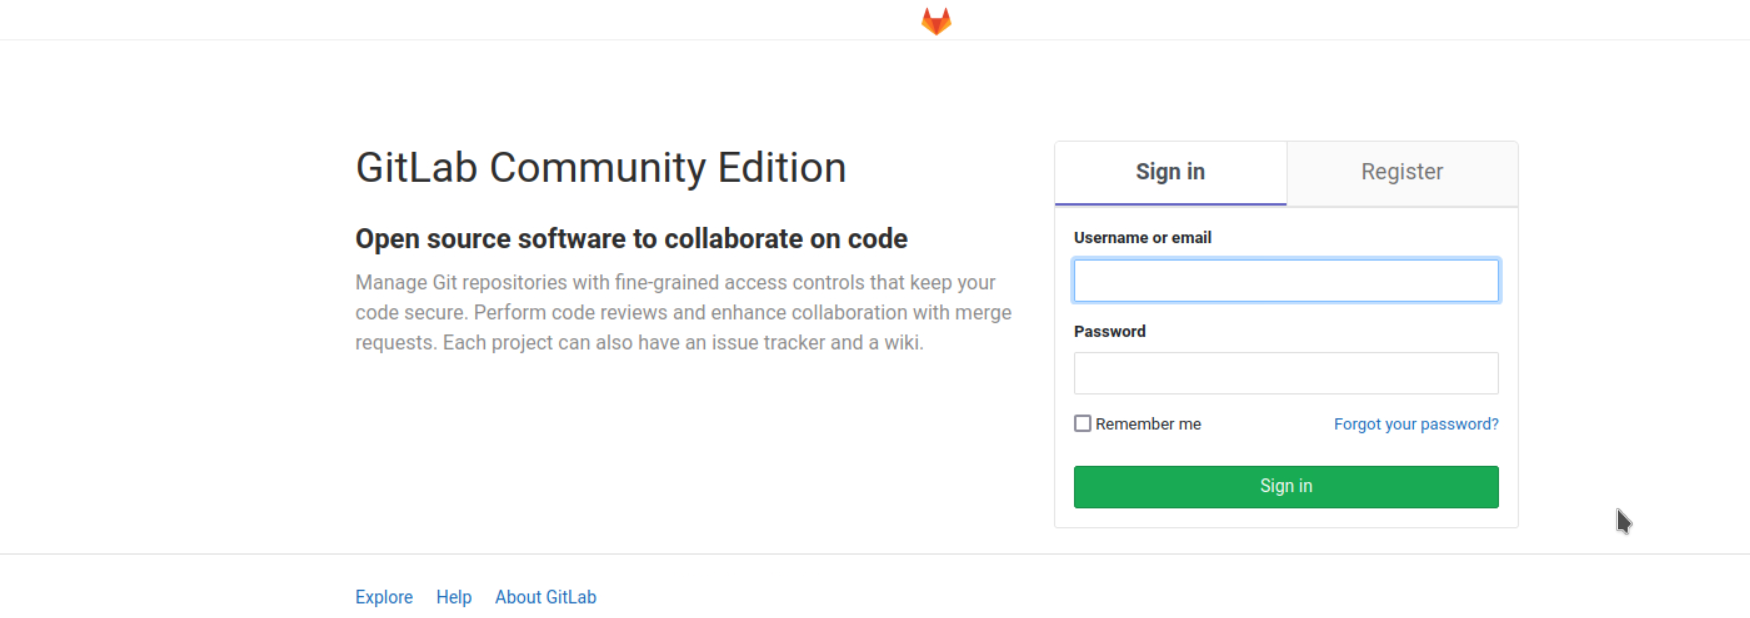 GitLab Community Edition
Open source software to collaborate on code
Manage Git repositories with fine-grained access controls that keep your
code secure. Perform code reviews and enhance collaboration with merge
requests. Each project can also have an issue tracker and a wiki.
Sign in
Register
Username or email
Password
Remember me
Forgot your password?
Sign in
Explore
Help
About GitLab